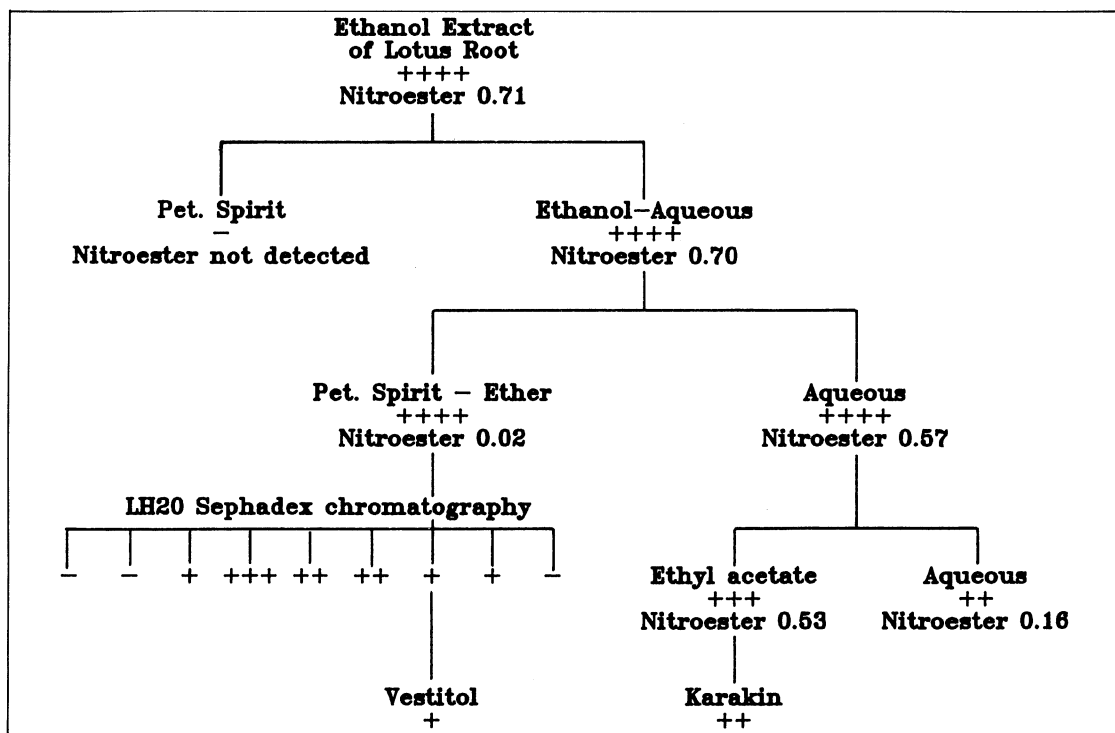 Ethanol Extract
of Lotus Root
++++
Nitroester 0.71
Pet. Spirit
−
Nitroester not detected
Ethanol−Aqueous
++++
Nitroester 0.70
Pet. Spirit − Ether
++++
Nitroester 0.02
Aqueous
++++
Nitroester 0.57
LH20 Sephadex chromatography
− − + +++ ++ ++ + + −
Ethyl acetate
+++
Nitroester 0.53
Aqueous
++
Nitroester 0.16
Vestitol
+
Karakin
++